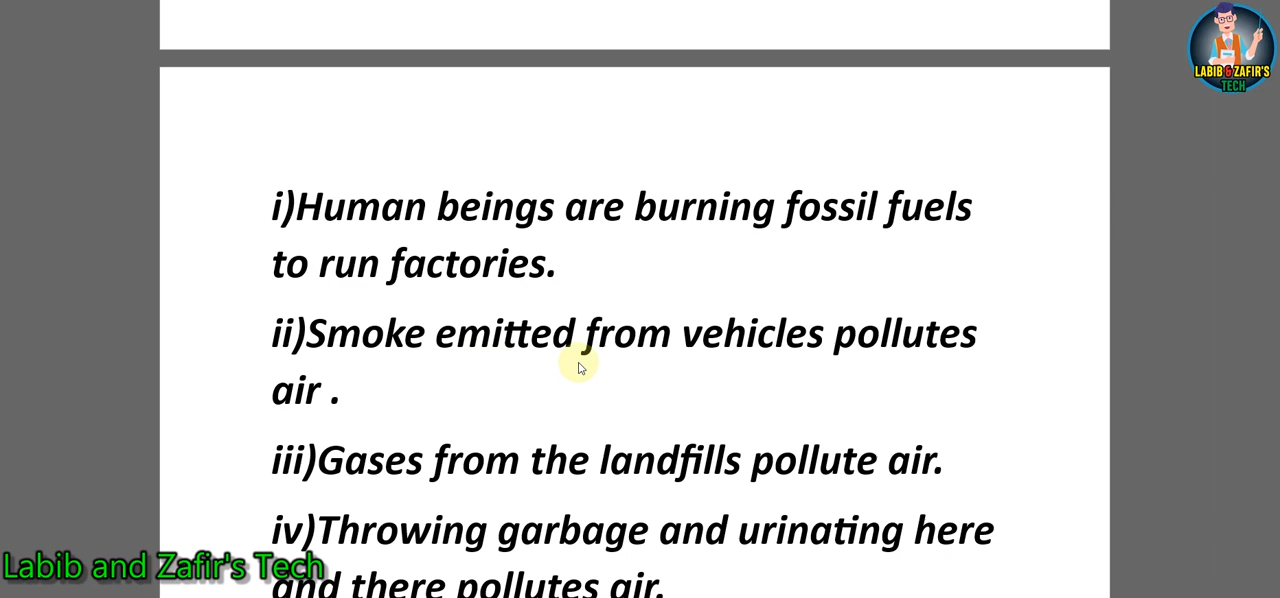 LABIB & ZAFIR'S
TECH
i)Human beings are burning fossil fuels
to run factories.
ii)Smoke emitted from vehicles pollutes
air .
iii)Gases from the landfills pollute air.
iv)Throwing garbage and urinating here
and there pollutes air.
Labib and Zafir's Tech